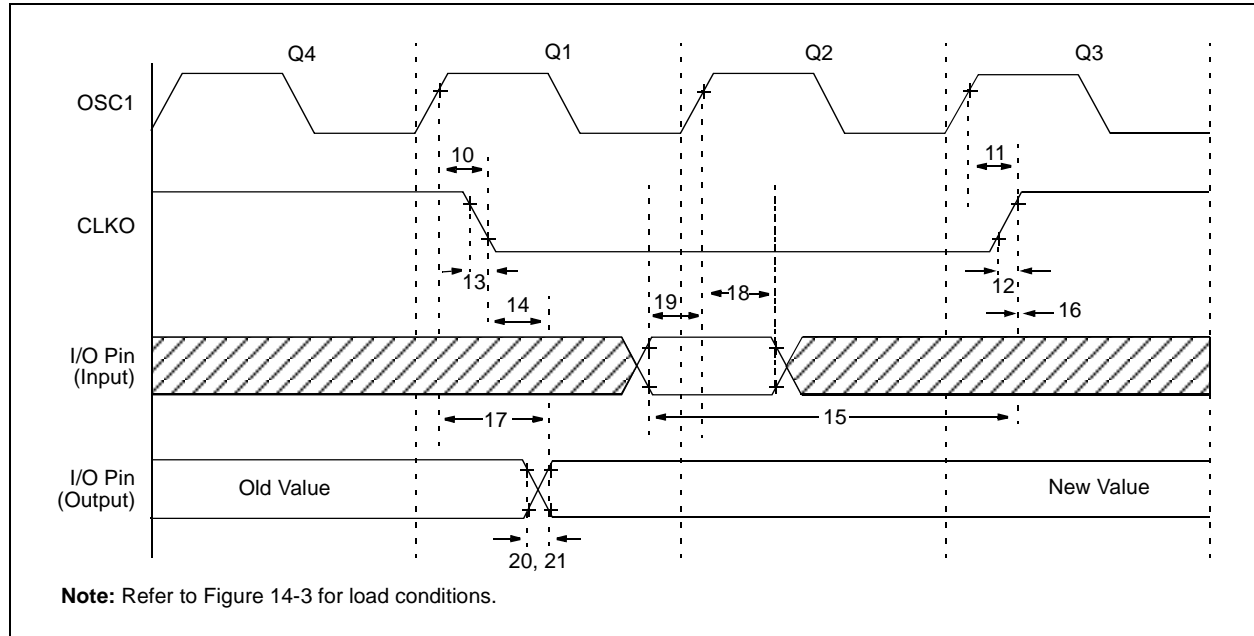 Q4
Q1
Q2
Q3
OSC1
10
11
CLKO
13
12
14
19
18
16
I/O Pin
(Input)
17
15
I/O Pin
(Output)
Old Value
New Value
20, 21
Note: Refer to Figure 14-3 for load conditions.